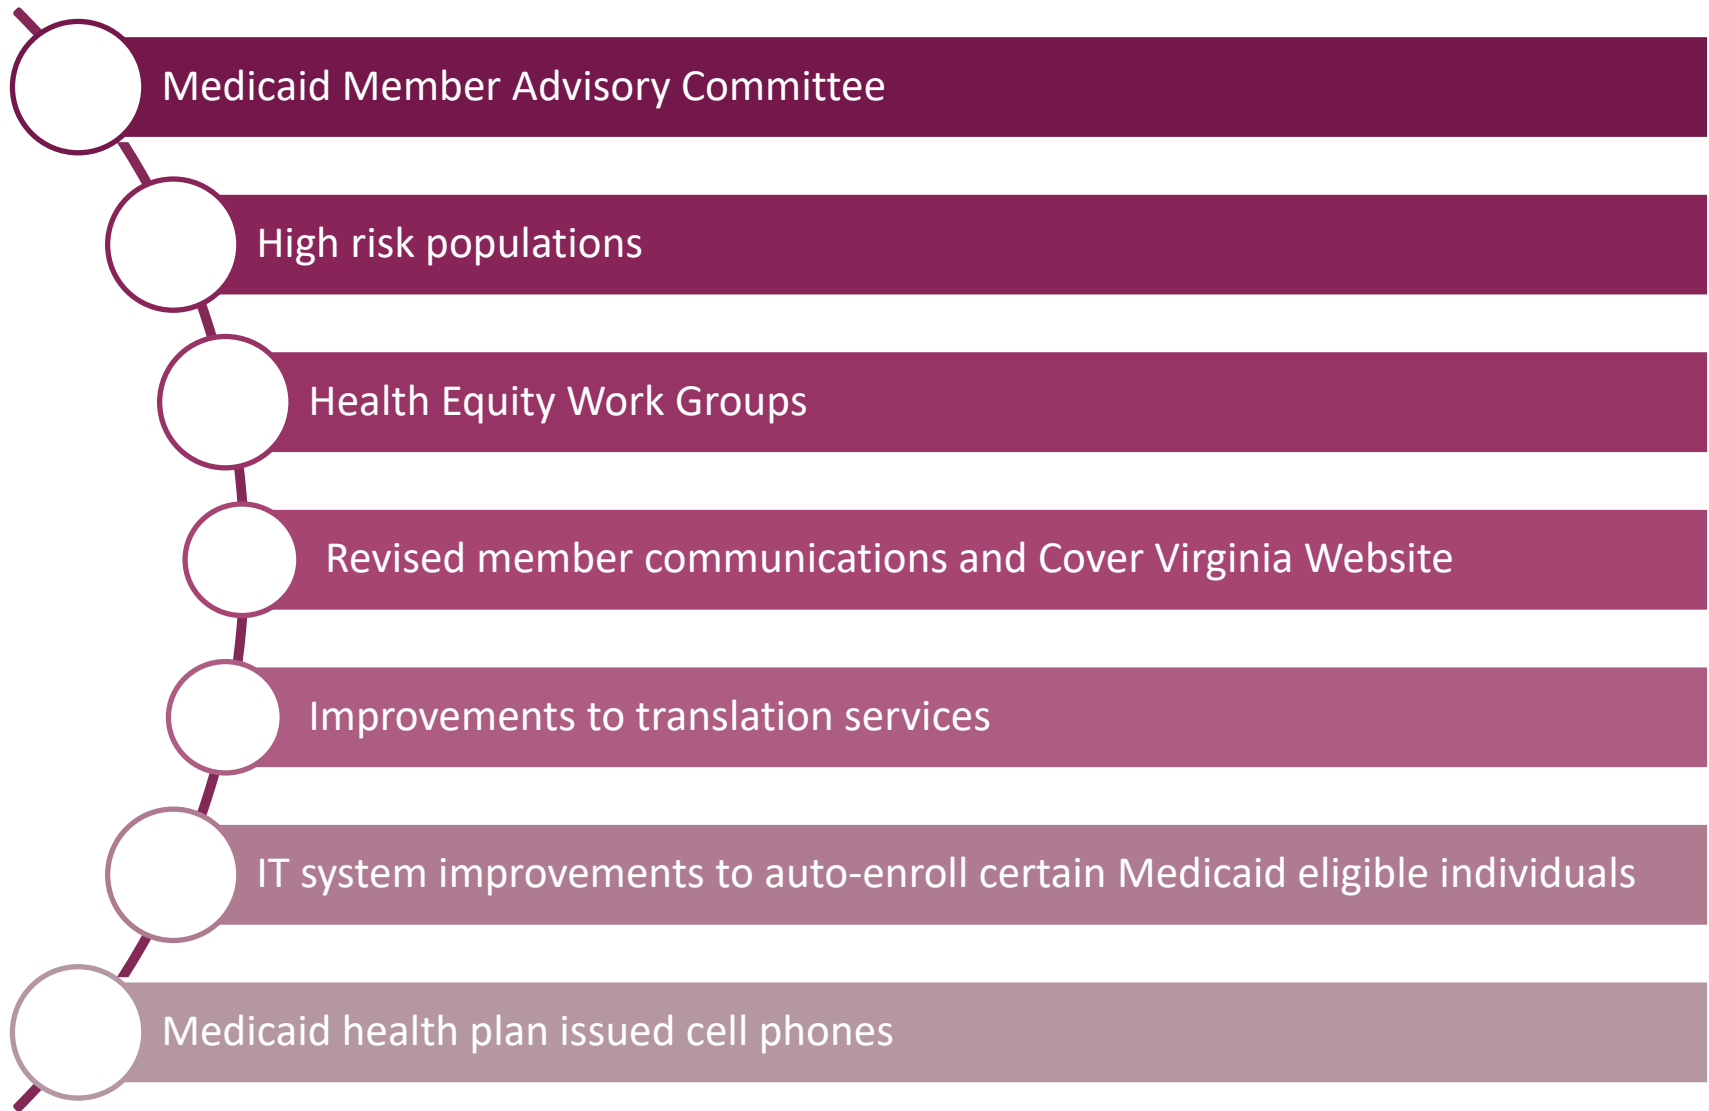 Medicaid Member Advisory Committee
High risk populations
Health Equity Work Groups
Revised member communications and Cover Virginia Website
Improvements to translation services
IT system improvements to auto-enroll certain Medicaid eligible individuals
Medicaid health plan issued cell phones